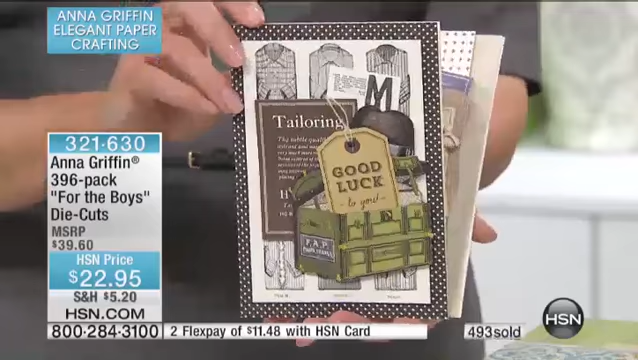 ANNA GRIFFIN
ELEGANT PAPER
CRAFTING
321·630
Anna Griffin®
396-pack
"For the Boys"
Die-Cuts
MSRP
$39.60
HSN Price
$22.95
S&H $5.20
HSN.COM
800·284·3100
2 Flexpay of $11.48 with HSN Card
493sold
HSN
M
Tailoring
GOOD
LUCK
to you!